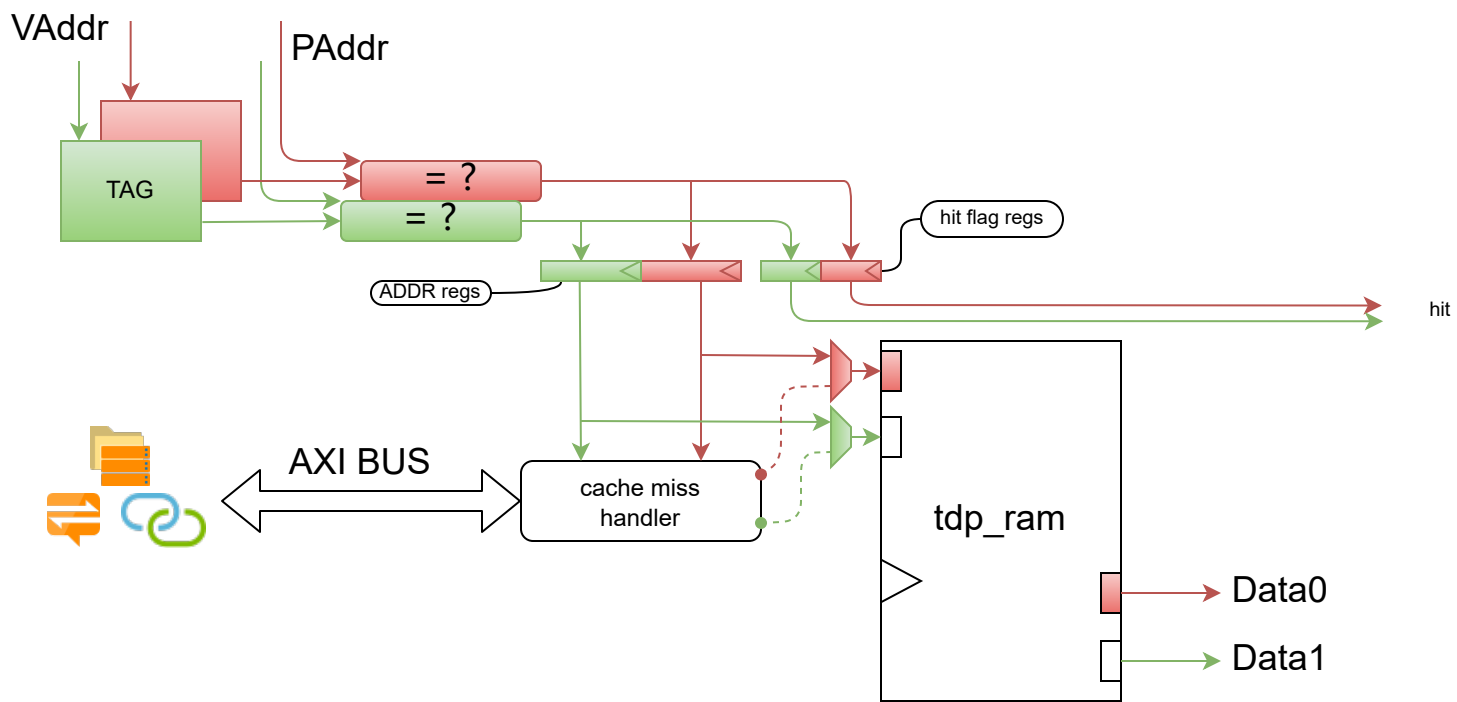 VAddr
PAddr
= ?
TAG
= ?
hit flag regs
ADDR regs
hit
AXI BUS
cache miss
handler
tdp_ram
Data0
Data1